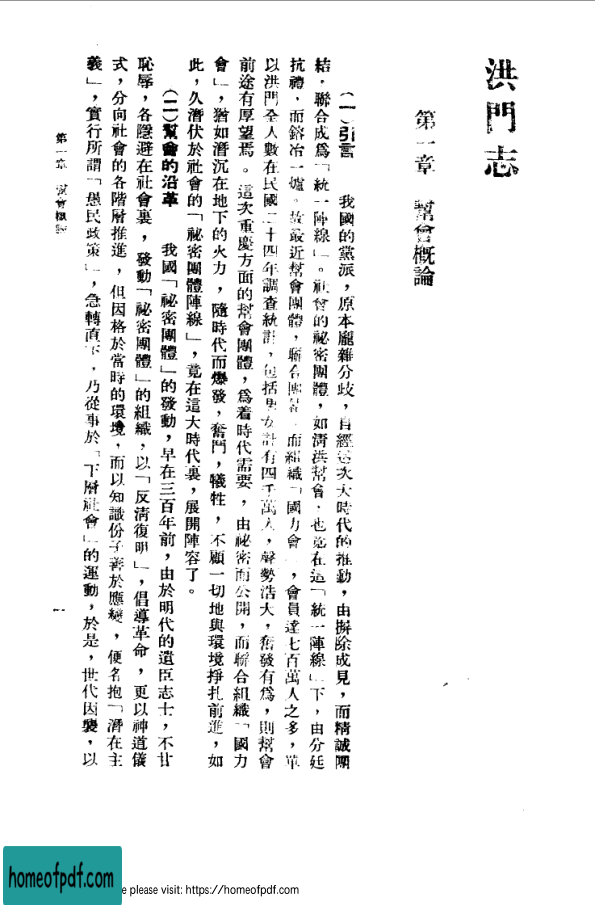 洪門志
第一章　幫會概論
（一）引言　我國的黨派，原本龐雜分歧，自經這次大時代的推動，由摒除成見，而精誠團
結，聯合成爲「統一陣線」。社會的祕密團體，如淸洪幫會，也竟在這「統一陣線」下，由分廷
抗禮，而鎔冶一爐。故最近幫會團體，聯合團結，而組織「國力會」，會員達七百萬人之多，單
以洪門全人數在民國二十四年調查統計，包括男女計有四千萬人，聲勢浩大，奮發有爲，則幫會
前途有厚望焉。這次重慶方面的幫會團體，爲着時代需要，由祕密而公開，而聯合組織「國力
會」，猶如潛沉在地下的火力，隨時代而爆發，奮鬥，犧牲，不顧一切地與環境掙扎前進，如
此，久潛伏於社會的「祕密團體陣線」，竟在這大時代裏，展開陣容了。
（二）幫會的沿革　我國「祕密團體」的發動，早在三百年前，由於明代的遺臣志士，不甘
恥辱，各隱避在社會裏，發動「祕密團體」的組織，以「反淸復明」，倡導革命，更以神道儀
式，分向社會的各階層推進，但因格於當時的環境，而以知識份子善於應變，便名抱「潛在主
義」，實行所謂「愚民政策」，急轉直下，乃從事於「下層社會」的運動，於是，世代因襲，以
第一章　幫會概論
一
homeofpdf.com
e please visit: https://homeofpdf.com